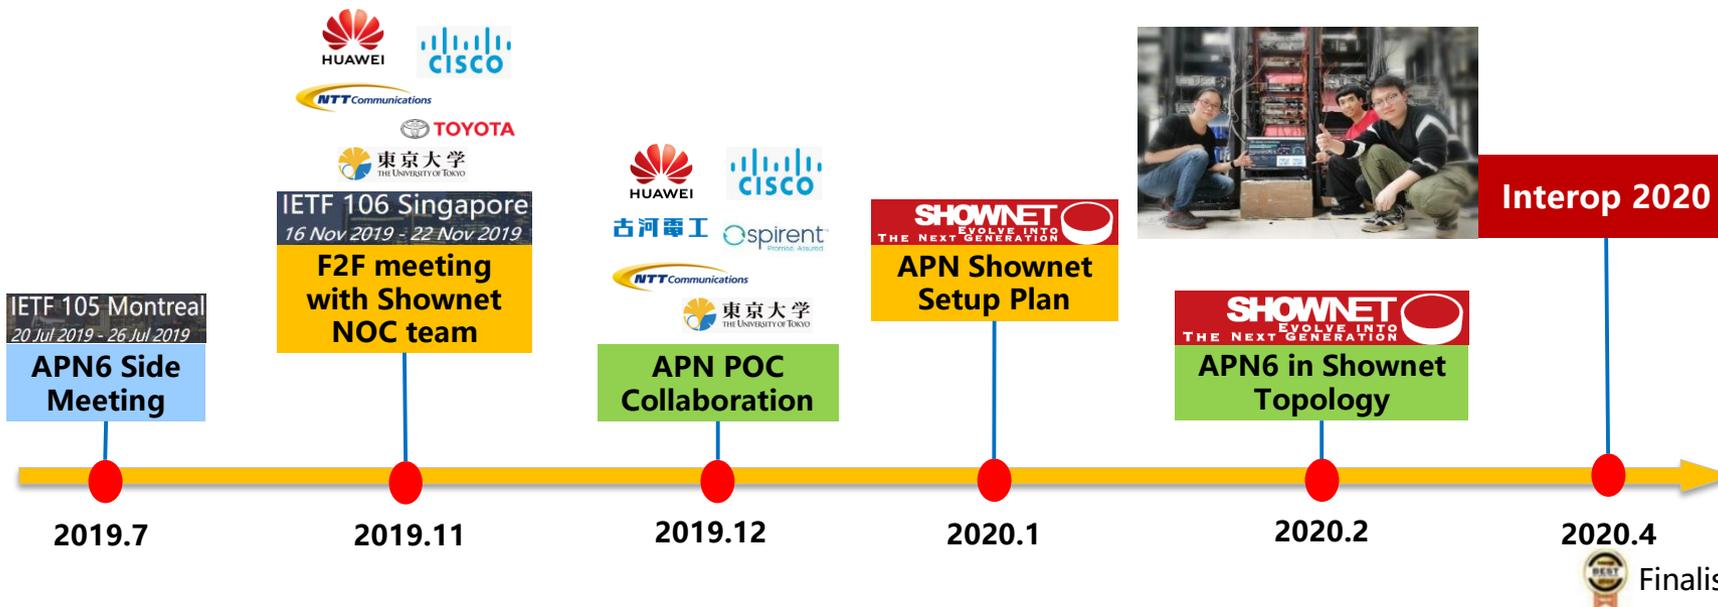 HUAWEI
CISCO
NTT Communications
TOYOTA
東京大学
THE UNIVERSITY OF TOKYO
IETF 106 Singapore
16 Nov 2019 - 22 Nov 2019
F2F meeting
with Shownet
NOC team
HUAWEI
CISCO
古河電工
spirent
Promise. Assured.
NTT Communications
東京大学
THE UNIVERSITY OF TOKYO
SHOWNET
EVOLVE INTO
THE NEXT GENERATION
APN Shownet
Setup Plan
Interop 2020
IETF 105 Montreal
20 Jul 2019 - 26 Jul 2019
APN6 Side
Meeting
APN POC
Collaboration
SHOWNET
EVOLVE INTO
THE NEXT GENERATION
APN6 in Shownet
Topology
2019.7
2019.11
2019.12
2020.1
2020.2
2020.4
BEST
Finalis